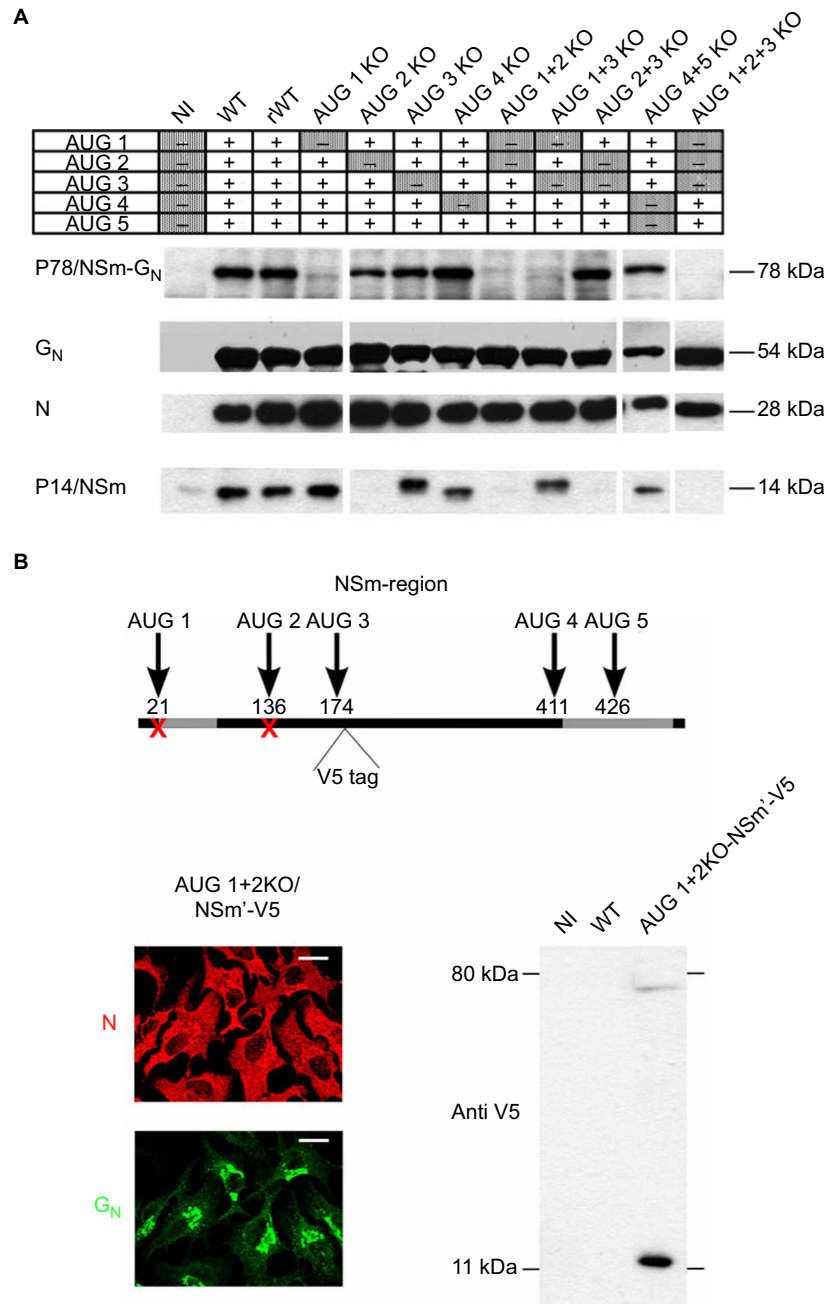 A
NI WT rWT AUG 1 KO AUG 2 KO AUG 3 KO AUG 4 KO AUG 1+2 KO AUG 1+3 KO AUG 2+3 KO AUG 4+5 KO AUG 1+2+3 KO
AUG 1 – + + – + + + – – + + –
AUG 2 – + + + – + + – + – + –
AUG 3 – + + + + – + + – – + –
AUG 4 – + + + + + – + + + – +
AUG 5 – + + + + + + + + + – +
P78/NSm-GN 78 kDa
GN 54 kDa
N 28 kDa
P14/NSm 14 kDa
B
NSm-region
AUG 1 AUG 2 AUG 3 AUG 4 AUG 5
21 136 174 411 426
X X
V5 tag
AUG 1+2KO/
NSm'-V5
N
GN
NI WT AUG 1+2KO-NSm'-V5
80 kDa
Anti V5
11 kDa